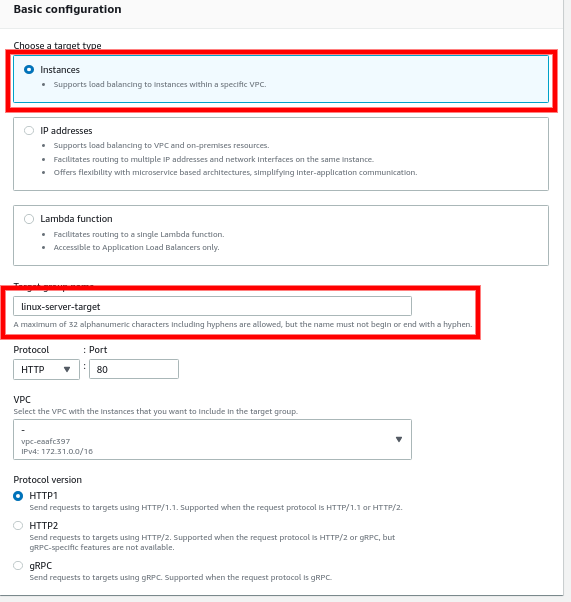 Basic configuration
Choose a target type
Instances
Supports load balancing to instances within a specific VPC.
IP addresses
Supports load balancing to VPC and on-premises resources.
Facilitates routing to multiple IP addresses and network interfaces on the same instance.
Offers flexibility with microservice based architectures, simplifying inter-application communication.
Lambda function
Facilitates routing to a single Lambda function.
Accessible to Application Load Balancers only.
Target group name
linux-server-target
A maximum of 32 alphanumeric characters including hyphens are allowed, but the name must not begin or end with a hyphen.
Protocol : Port
HTTP : 80
VPC
Select the VPC with the instances that you want to include in the target group.
-
vpc-eaafc397
IPv4: 172.31.0.0/16
Protocol version
HTTP1
Send requests to targets using HTTP/1.1. Supported when the request protocol is HTTP/1.1 or HTTP/2.
HTTP2
Send requests to targets using HTTP/2. Supported when the request protocol is HTTP/2 or gRPC, but
gRPC-specific features are not available.
gRPC
Send requests to targets using gRPC. Supported when the request protocol is gRPC.